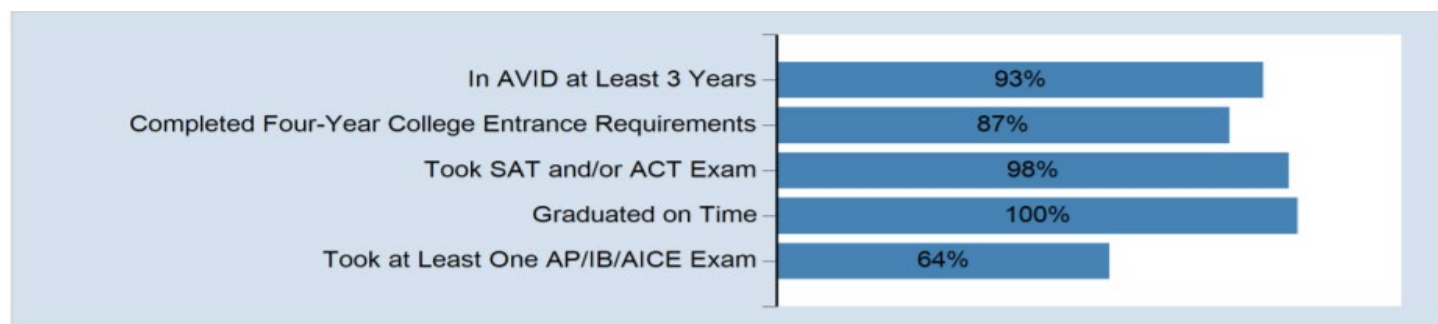 In AVID at Least 3 Years 93%
Completed Four-Year College Entrance Requirements 87%
Took SAT and/or ACT Exam 98%
Graduated on Time 100%
Took at Least One AP/IB/AICE Exam 64%